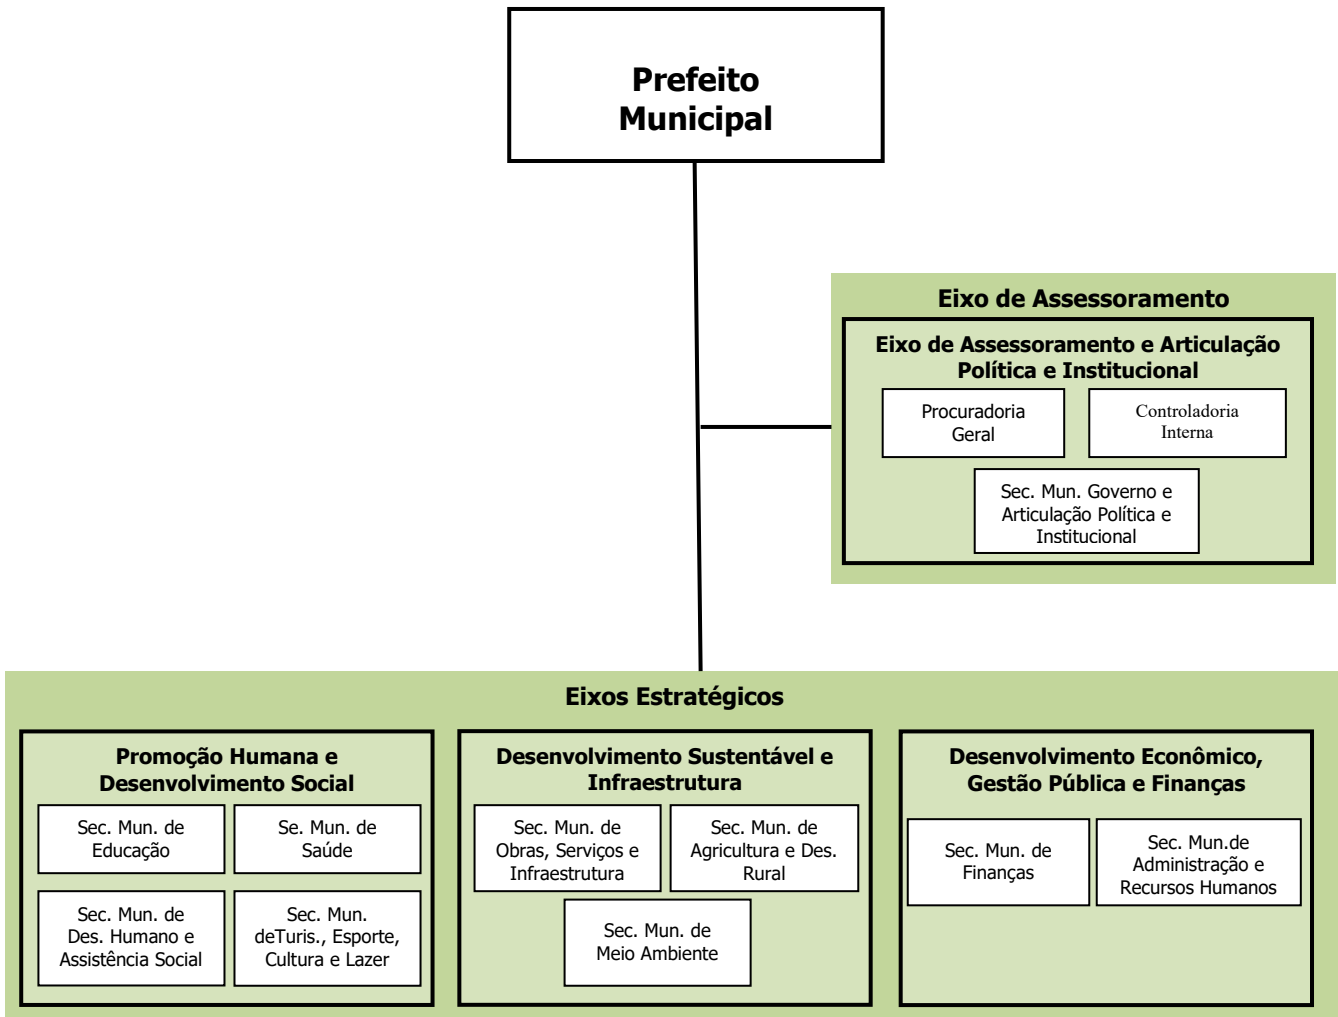 Prefeito
Municipal
Eixo de Assessoramento
Eixo de Assessoramento e Articulação
Política e Institucional
Procuradoria
Geral
Controladoria
Interna
Sec. Mun. Governo e
Articulação Política e
Institucional
Eixos Estratégicos
Promoção Humana e
Desenvolvimento Social
Sec. Mun. de
Educação
Se. Mun. de
Saúde
Sec. Mun. de
Des. Humano e
Assistência Social
Sec. Mun.
deTuris., Esporte,
Cultura e Lazer
Desenvolvimento Sustentável e
Infraestrutura
Sec. Mun. de
Obras, Serviços e
Infraestrutura
Sec. Mun. de
Agricultura e Des.
Rural
Sec. Mun. de
Meio Ambiente
Desenvolvimento Econômico,
Gestão Pública e Finanças
Sec. Mun. de
Finanças
Sec. Mun.de
Administração e
Recursos Humanos